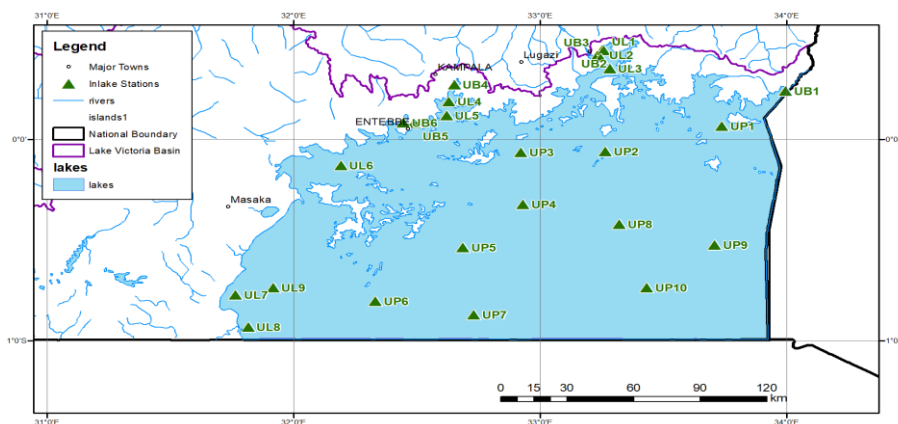 31°0'E 32°0'E 33°0'E 34°0'E
Legend
Major Towns
Inlake Stations
rivers
islands1
National Boundary
Lake Victoria Basin
lakes
lakes
UB3 UL1
Lugazi
UL2
UB2
UL3
KAMPALA
UB4
UB1
UL4
UL5
ENTEBBE
UB6
UP1
UB5
0°0'
0°0'
UP3
UP2
UL6
Masaka
UP4
UP8
UP5
UP9
UL7
UL9
UP10
UP6
UP7
UL8
1°0'S
1°0'S
0 15 30 60 90 120
km
31°0'E 32°0'E 33°0'E 34°0'E